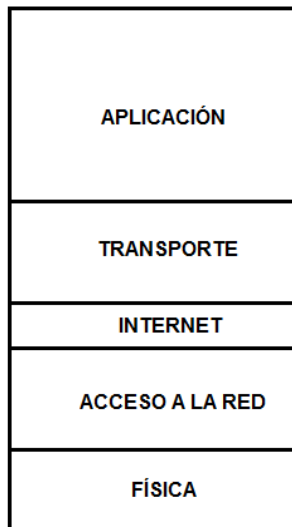 APLICACIÓN
TRANSPORTE
INTERNET
ACCESO A LA RED
FÍSICA